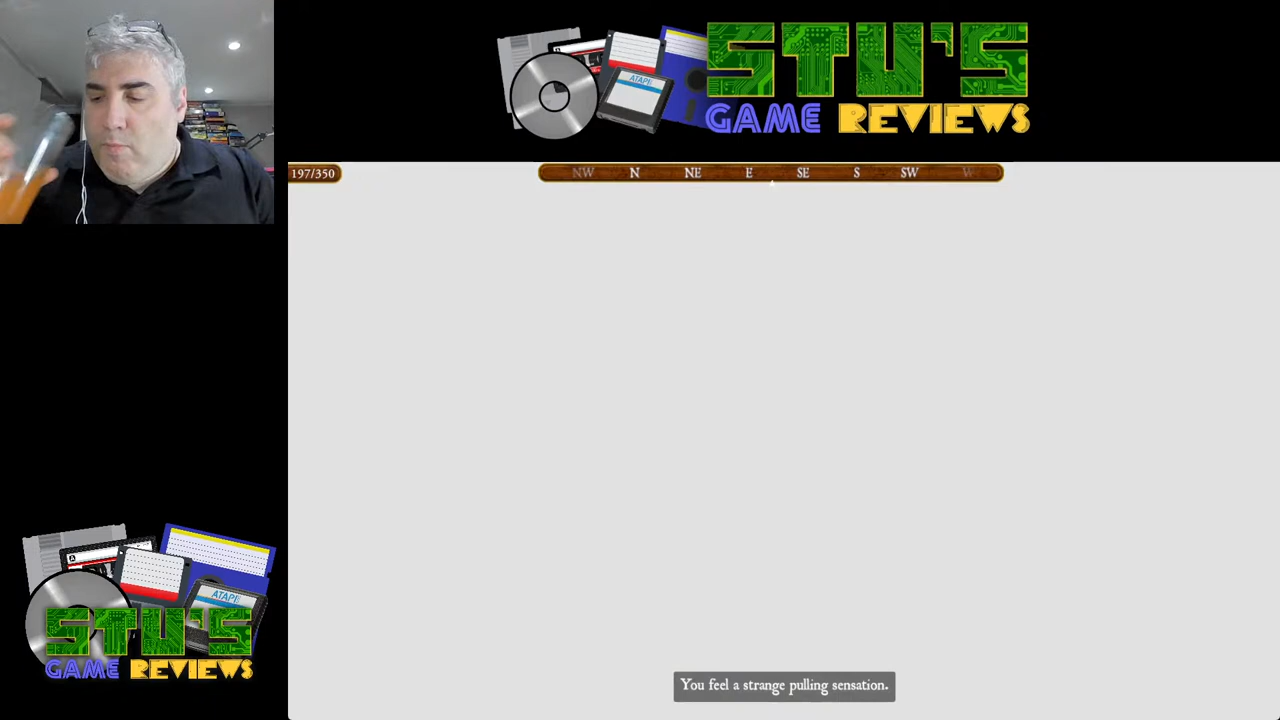 STU'S
GAME REVIEWS
ATARI
197/350
NW N NE E SE S SW W
ATARI
STU'S
GAME REVIEWS
You feel a strange pulling sensation.